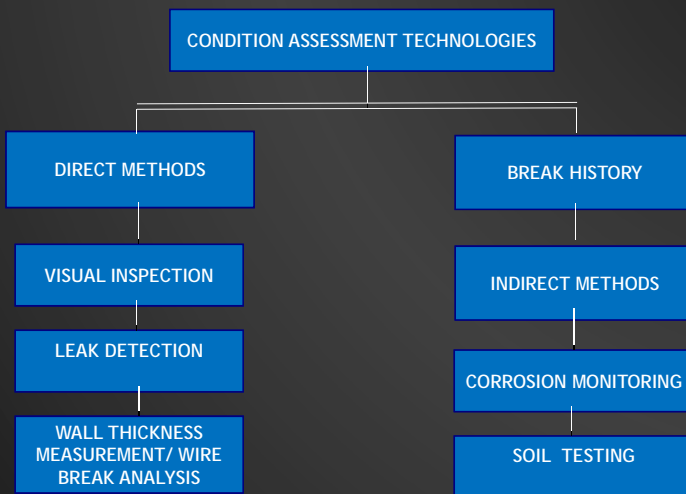 CONDITION ASSESSMENT TECHNOLOGIES
DIRECT METHODS
BREAK HISTORY
VISUAL INSPECTION
INDIRECT METHODS
LEAK DETECTION
CORROSION MONITORING
WALL THICKNESS
MEASUREMENT/ WIRE
BREAK ANALYSIS
SOIL TESTING